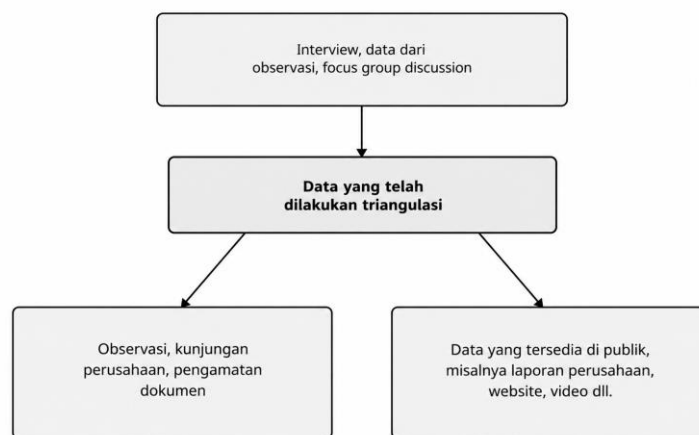 Interview, data dari
observasi, focus group discussion
Data yang telah
dilakukan triangulasi
Observasi, kunjungan
perusahaan, pengamatan
dokumen
Data yang tersedia di publik,
misalnya laporan perusahaan,
website, video dll.